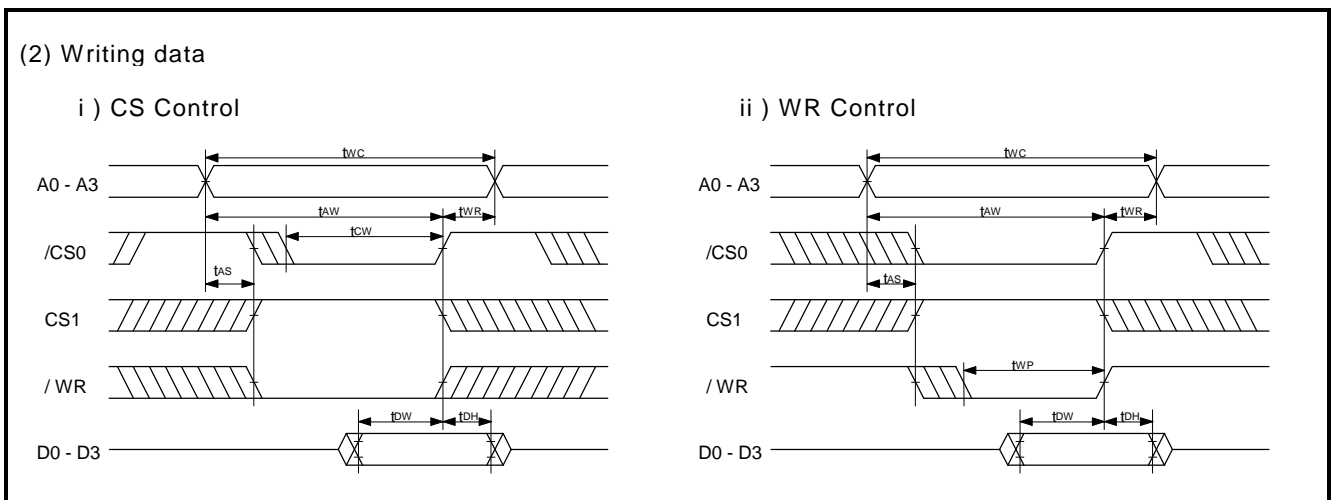 (2) Writing data
i ) CS Control
ii ) WR Control
tWC
tWC
A0 - A3
A0 - A3
tAW
tWR
tAW
tWR
tCW
/CS0
/CS0
tAS
tAS
CS1
CS1
tWP
/ WR
/ WR
tDW
tDH
tDW
tDH
D0 - D3
D0 - D3